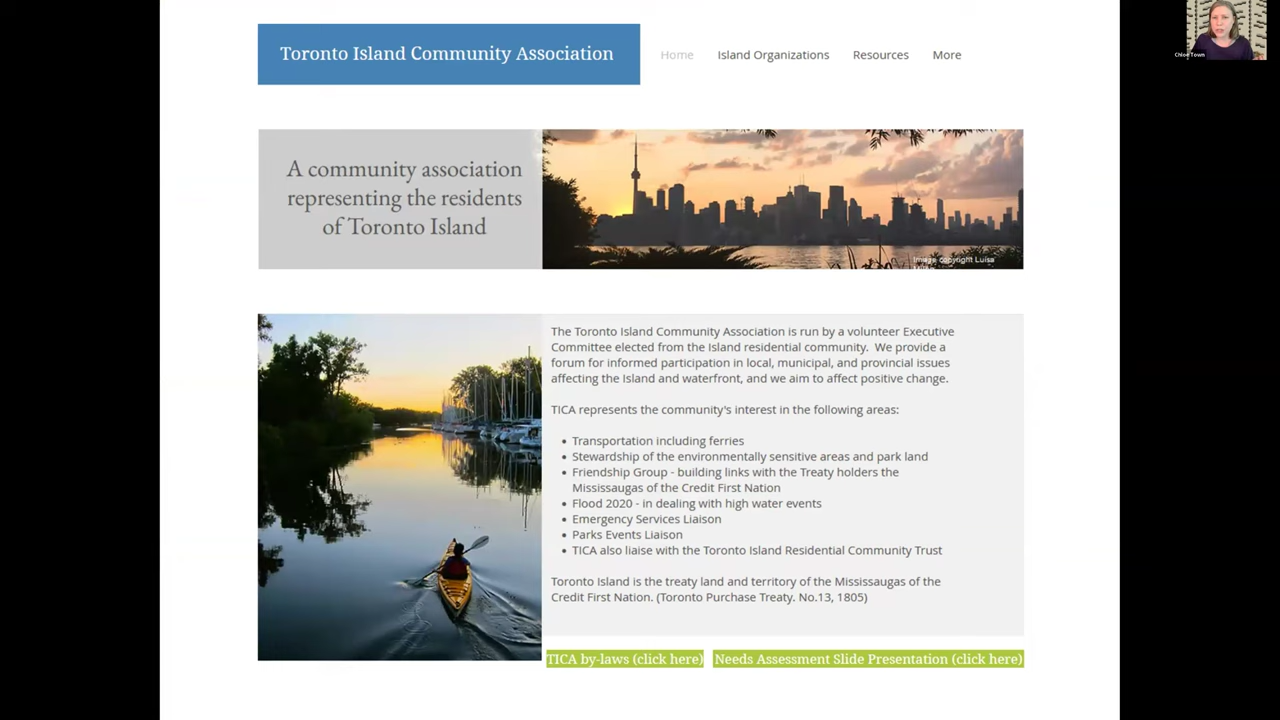 Toronto Island Community Association
Home
Island Organizations
Resources
More
Chloe Town
A community association
representing the residents
of Toronto Island
Image copyright Luisa
The Toronto Island Community Association is run by a volunteer Executive
Committee elected from the Island residential community.  We provide a
forum for informed participation in local, municipal, and provincial issues
affecting the Island and waterfront, and we aim to affect positive change.
TICA represents the community's interest in the following areas:
• Transportation including ferries
• Stewardship of the environmentally sensitive areas and park land
• Friendship Group - building links with the Treaty holders the
Mississaugas of the Credit First Nation
• Flood 2020 - in dealing with high water events
• Emergency Services Liaison
• Parks Events Liaison
• TICA also liaise with the Toronto Island Residential Community Trust
Toronto Island is the treaty land and territory of the Mississaugas of the
Credit First Nation. (Toronto Purchase Treaty. No.13, 1805)
TICA by-laws (click here)
Needs Assessment Slide Presentation (click here)